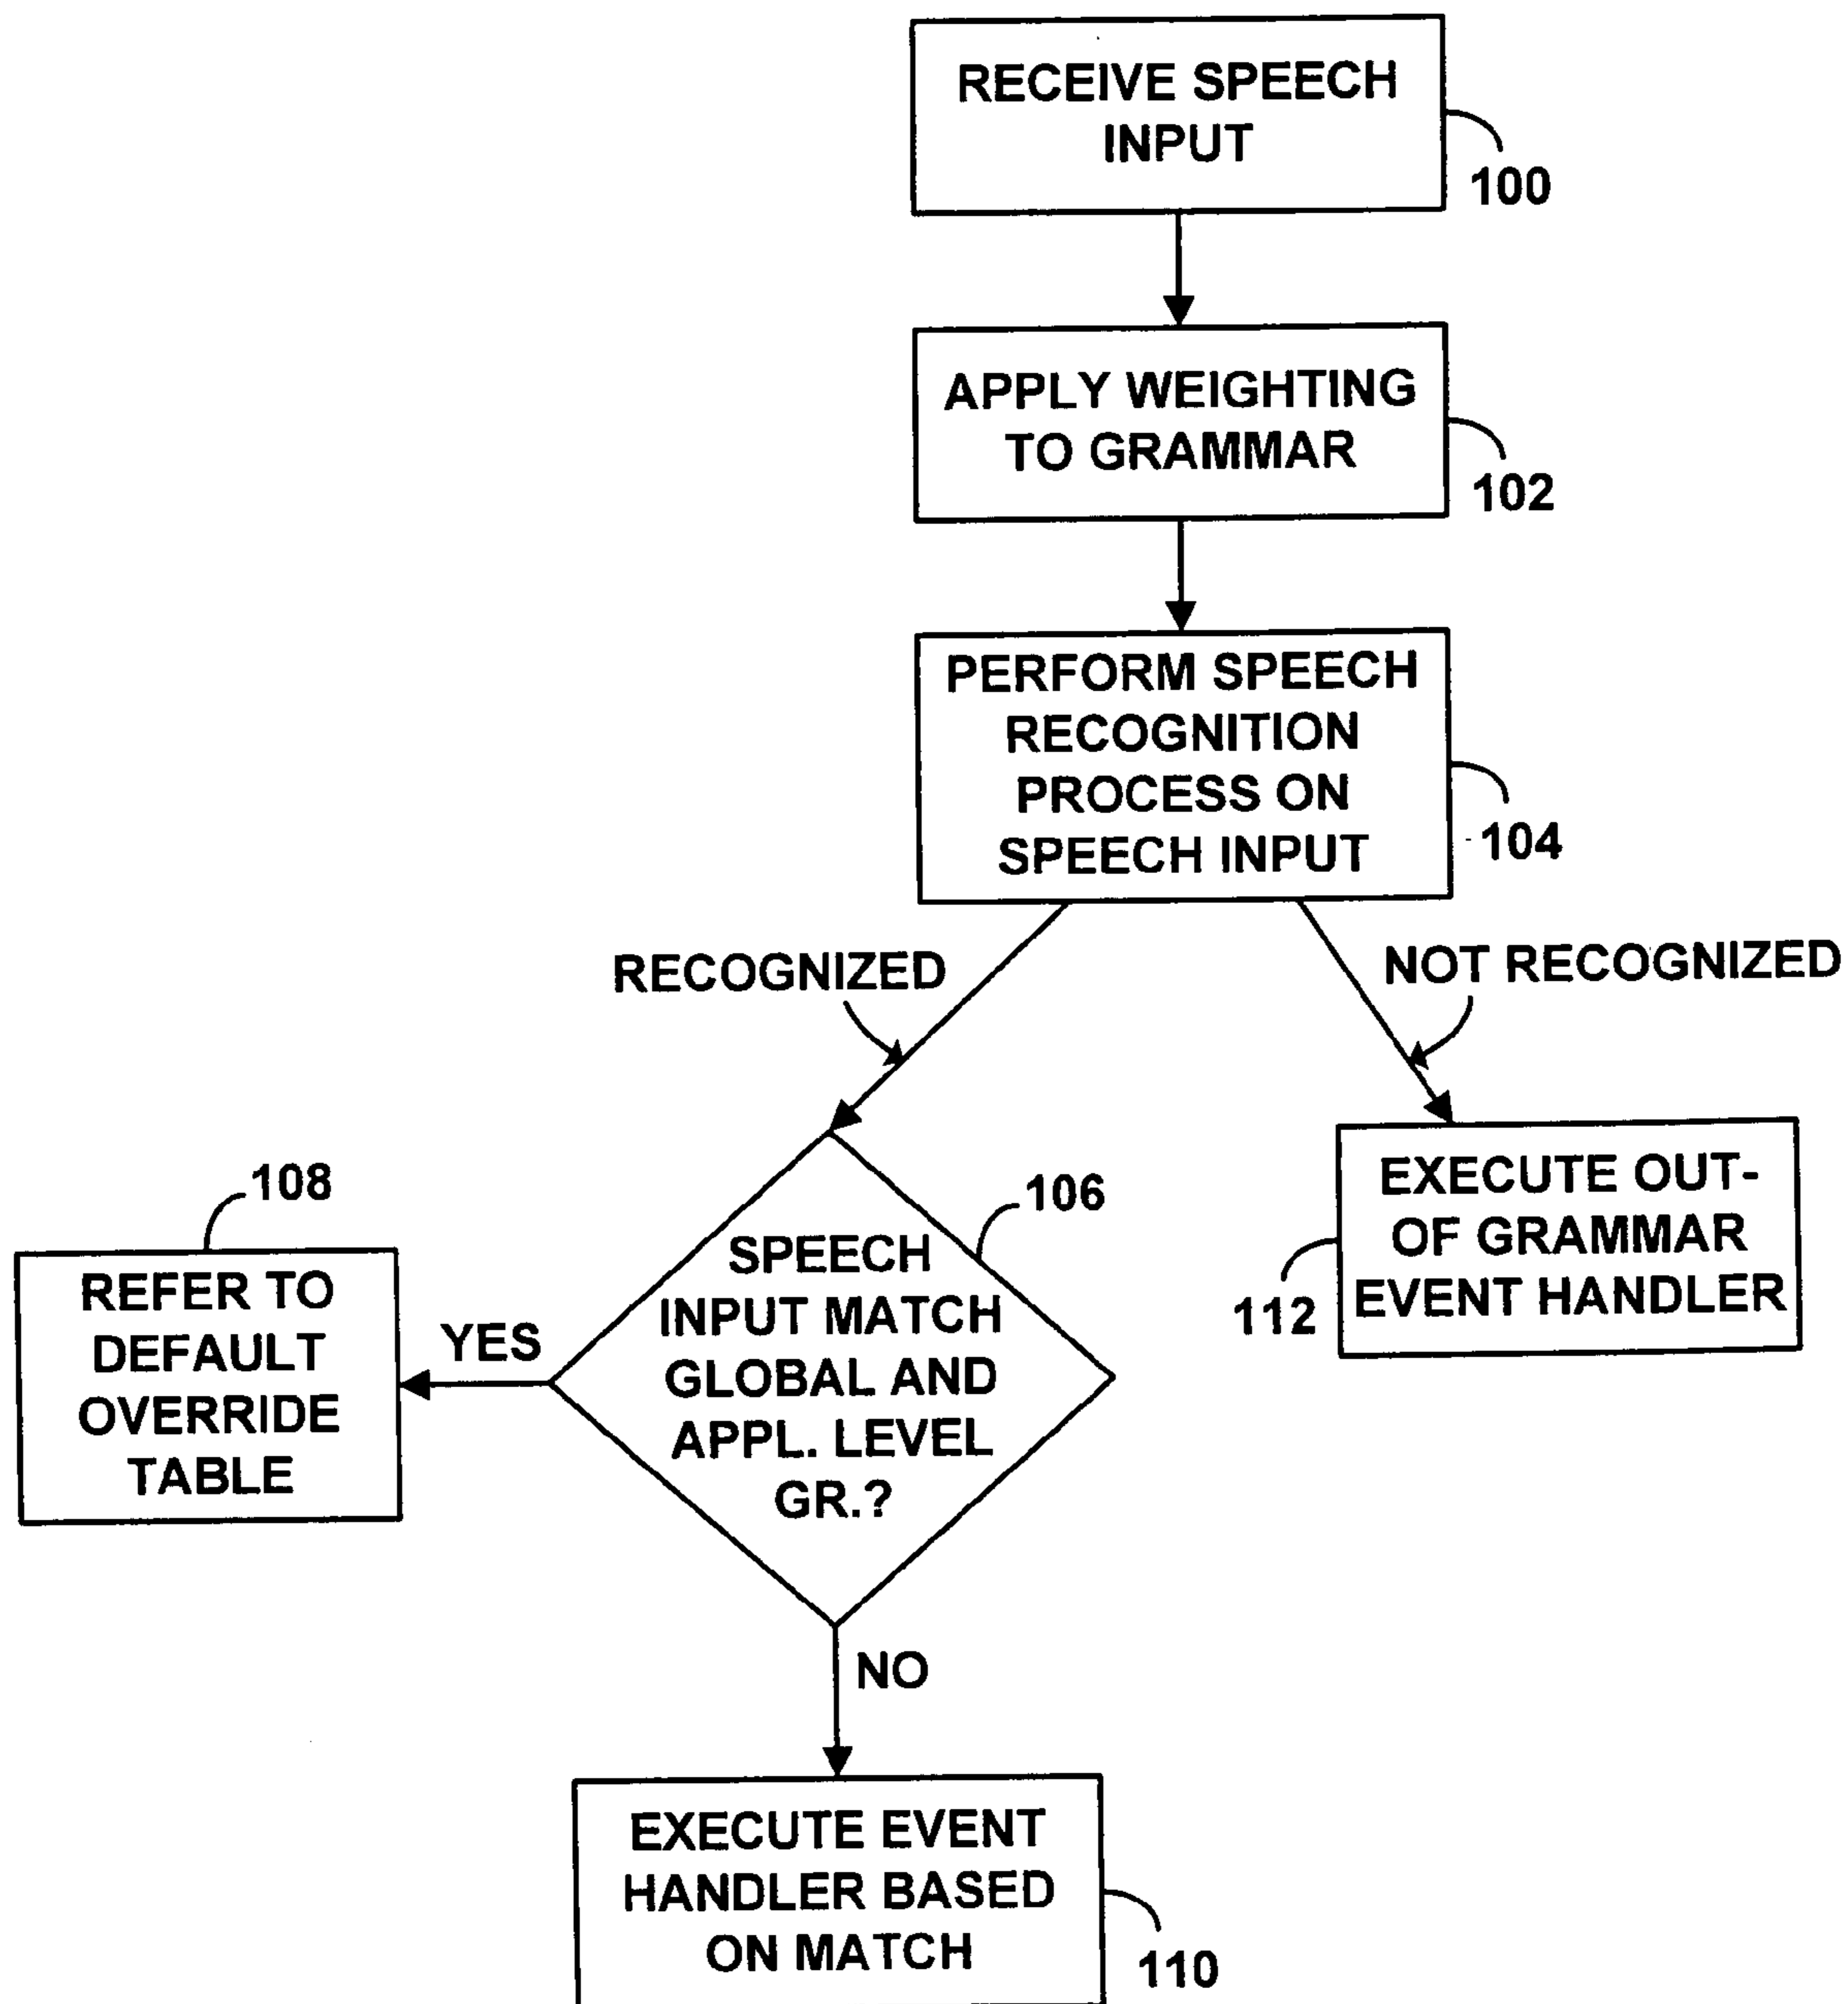 RECEIVE SPEECH
INPUT
100
APPLY WEIGHTING
TO GRAMMAR
102
PERFORM SPEECH
RECOGNITION
PROCESS ON
SPEECH INPUT
104
RECOGNIZED
NOT RECOGNIZED
108
REFER TO
DEFAULT
OVERRIDE
TABLE
YES
106
SPEECH
INPUT MATCH
GLOBAL AND
APPL. LEVEL
GR.?
EXECUTE OUT-
OF GRAMMAR
EVENT HANDLER
112
NO
EXECUTE EVENT
HANDLER BASED
ON MATCH
110